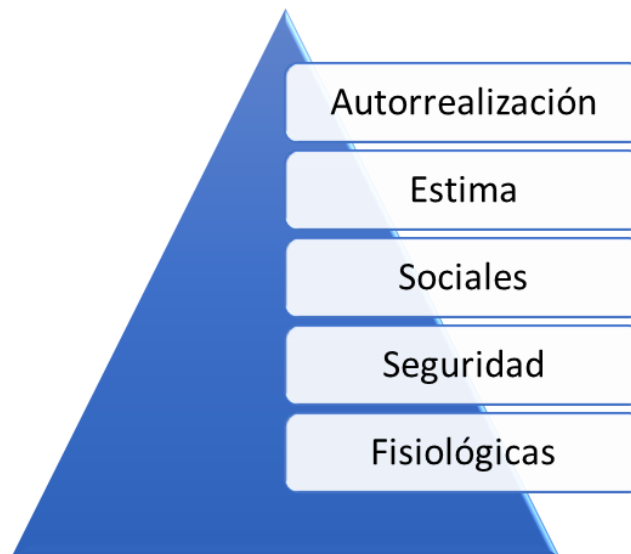 Autorrealización
Estima
Sociales
Seguridad
Fisiológicas